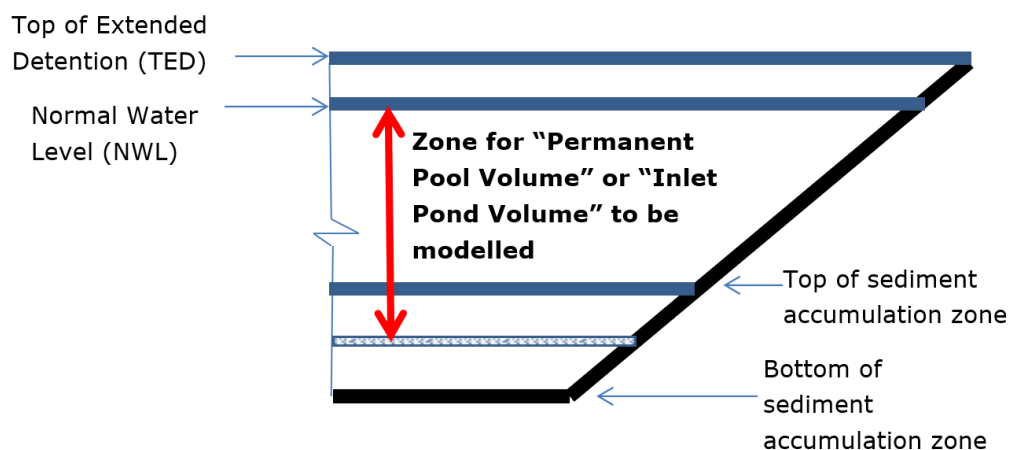 Top of Extended
Detention (TED)
Normal Water
Level (NWL)
Zone for “Permanent
Pool Volume” or “Inlet
Pond Volume” to be
modelled
Top of sediment
accumulation zone
Bottom of
sediment
accumulation zone